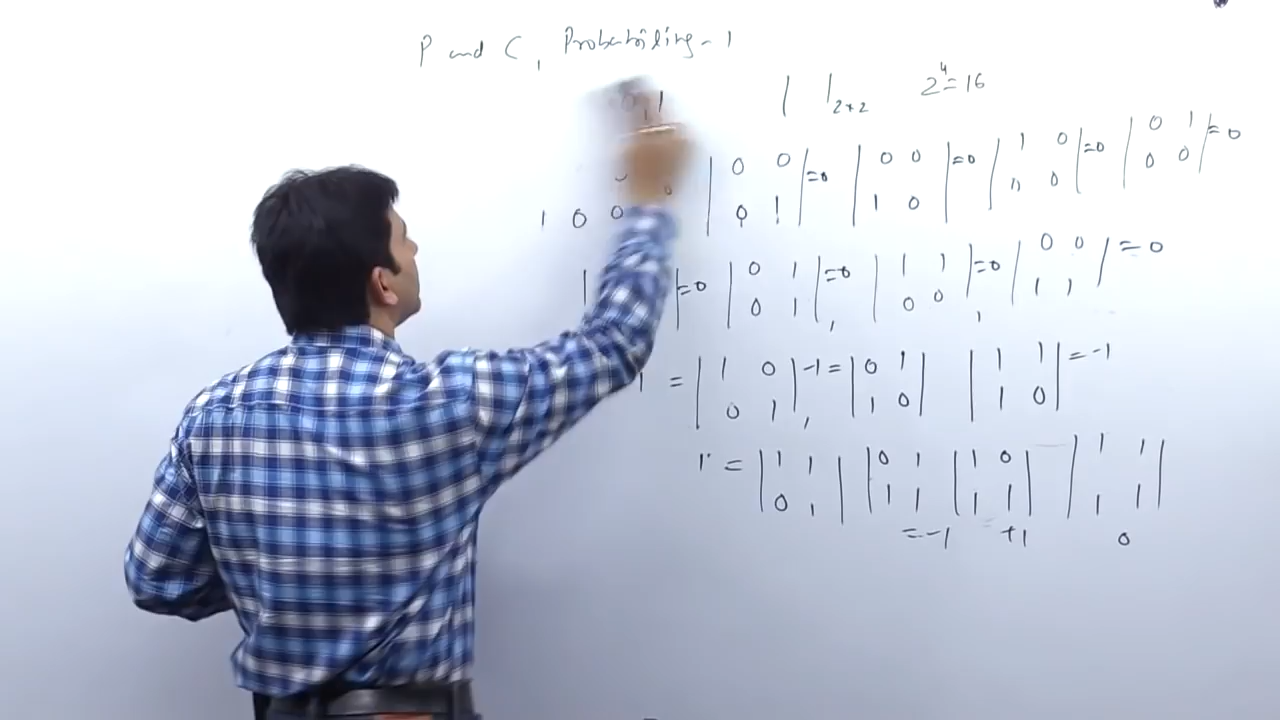 P and C, Probability - 1
0, 1 | |2×2 2^4 = 16
| 0 0 | = 0 | 0 0 | = 0 | 1 0 | = 0 | 0 1 | = 0
1 0 0 | 0 1 | | 1 0 | | 0 0 | | 0 0 |
| = 0 | 0 1 | = 0 | 1 1 | = 0 | 0 0 | = 0
| 0 1 | , | 0 0 | , | 1 1 |
1 = | 1 0 | -1 = | 0 1 | | 1 1 | = -1
| 0 1 | , | 1 0 | | 1 0 |
1 = | 1 1 | | 0 1 | | 1 0 | | 1 1 |
| 0 1 | | 1 1 | | 1 1 | | 1 1 |
= -1 +1 0